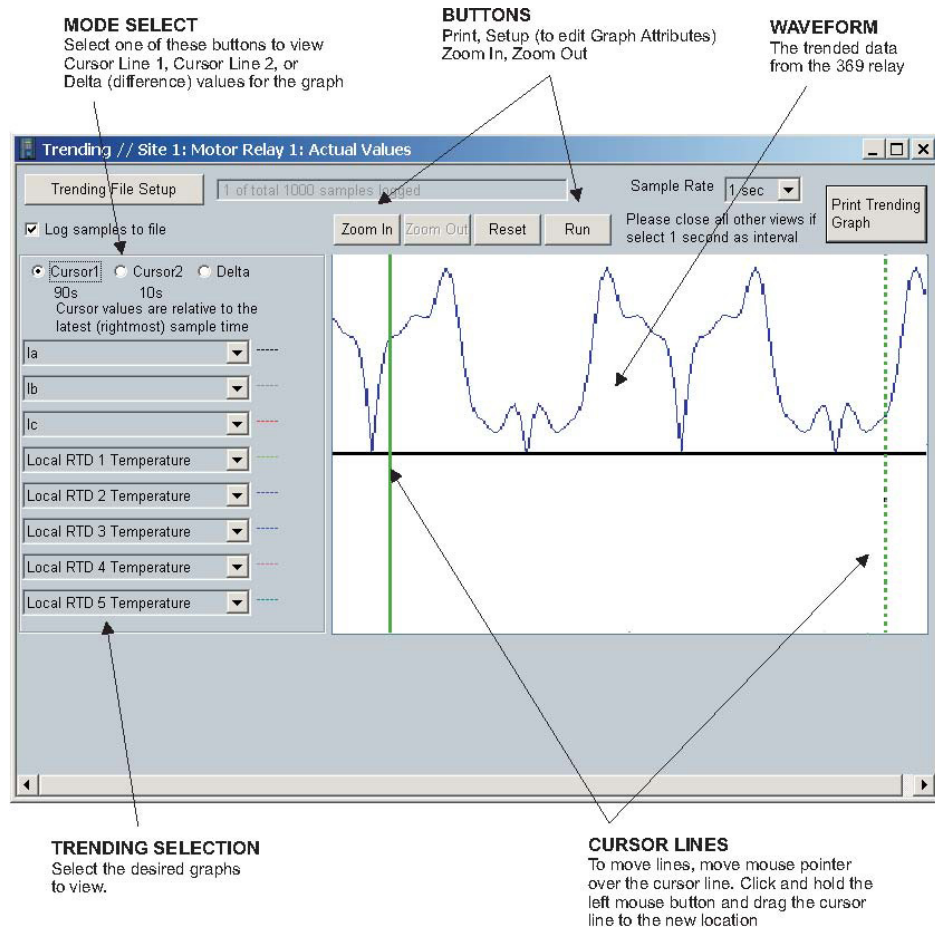 MODE SELECT
Select one of these buttons to view
Cursor Line 1, Cursor Line 2, or
Delta (difference) values for the graph
BUTTONS
Print, Setup (to edit Graph Attributes)
Zoom In, Zoom Out
WAVEFORM
The trended data
from the 369 relay
Trending // Site 1: Motor Relay 1: Actual Values
Trending File Setup
1 of total 1000 samples logged
Sample Rate
1 sec
Print Trending
Graph
Log samples to file
Zoom In
Zoom Out
Reset
Run
Please close all other views if
select 1 second as interval
Cursor1
Cursor2
Delta
90s
10s
Cursor values are relative to the
latest (rightmost) sample time
Ia
Ib
Ic
Local RTD 1 Temperature
Local RTD 2 Temperature
Local RTD 3 Temperature
Local RTD 4 Temperature
Local RTD 5 Temperature
TRENDING SELECTION
Select the desired graphs
to view.
CURSOR LINES
To move lines, move mouse pointer
over the cursor line. Click and hold the
left mouse button and drag the cursor
line to the new location